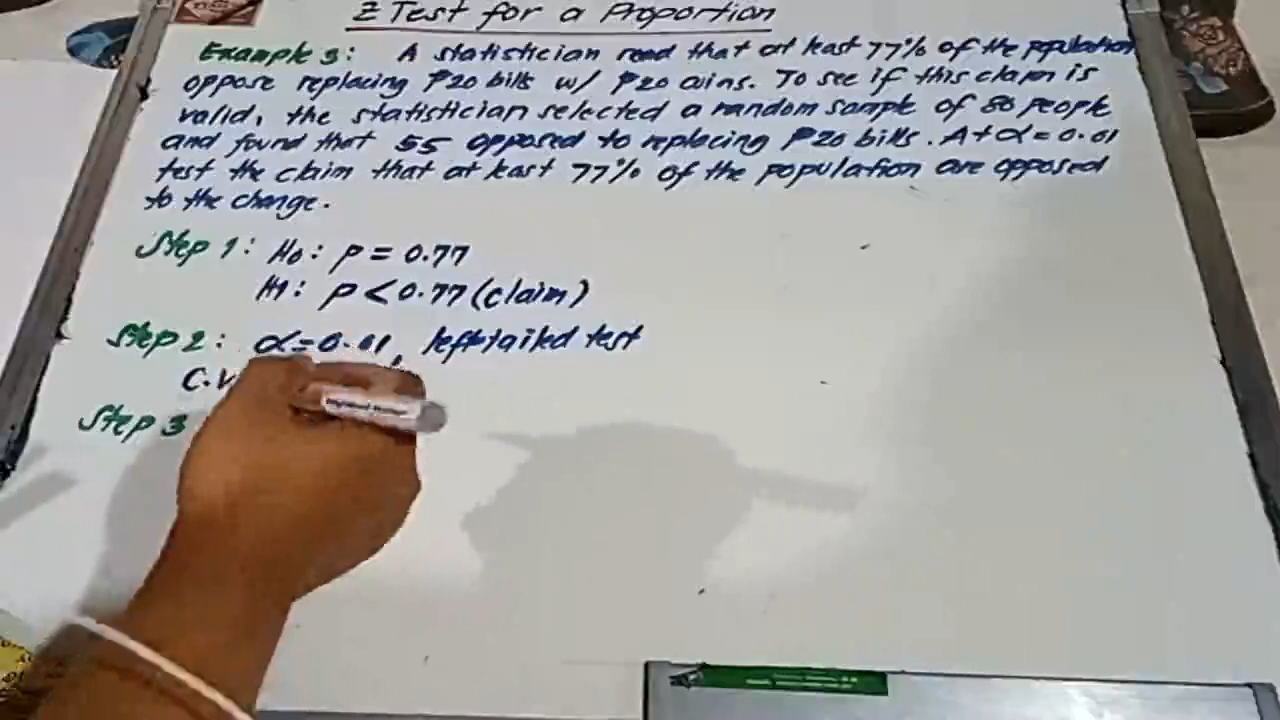 Z Test for a Proportion
Example 3: A statistician read that at least 77% of the population
oppose replacing ₱20 bills w/ ₱20 coins. To see if this claim is
valid, the statistician selected a random sample of 80 people
and found that 55 opposed to replacing ₱20 bills. At α = 0.01
test the claim that at least 77% of the population are opposed
to the change.
Step 1: H0: P = 0.77
H1: P < 0.77 (claim)
Step 2: α = 0.01, left tailed test
C.V
Step 3